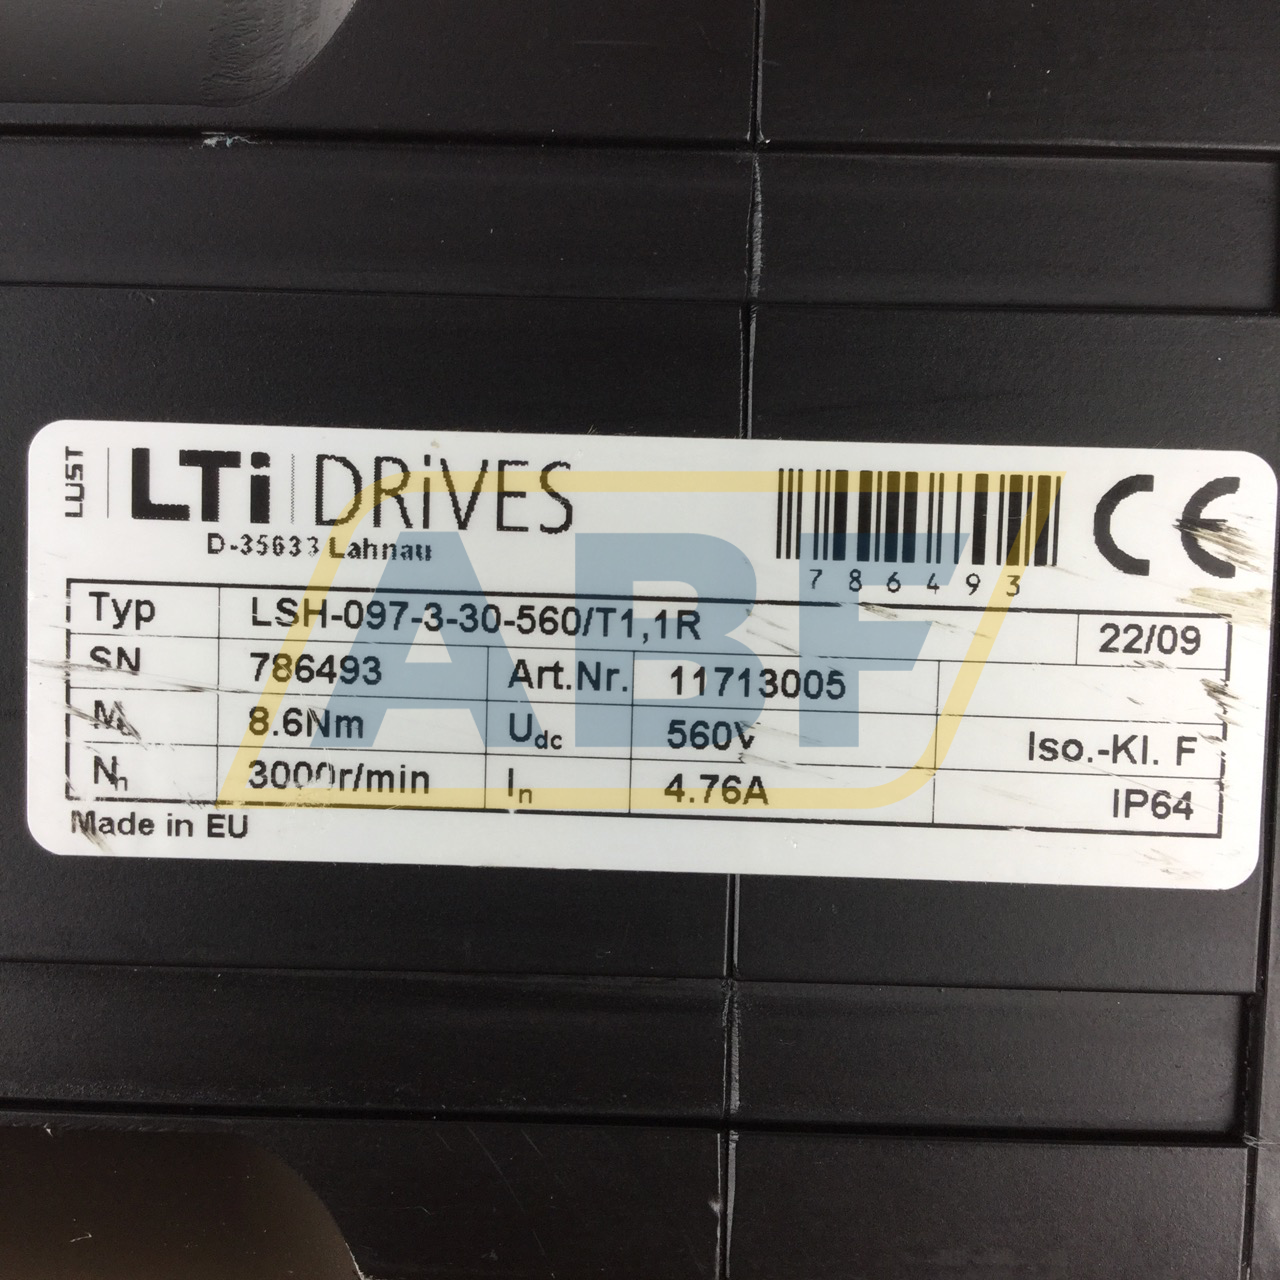 LUST LTi DRiVES
D-35633 Lahnau
786493
CE
Typ LSH-097-3-30-560/T1,1R 22/09
SN 786493 Art.Nr. 11713005
8.6Nm Udc 560V Iso.-Kl. F
Nn 3000r/min In 4.76A IP64
Made in EU
ABF